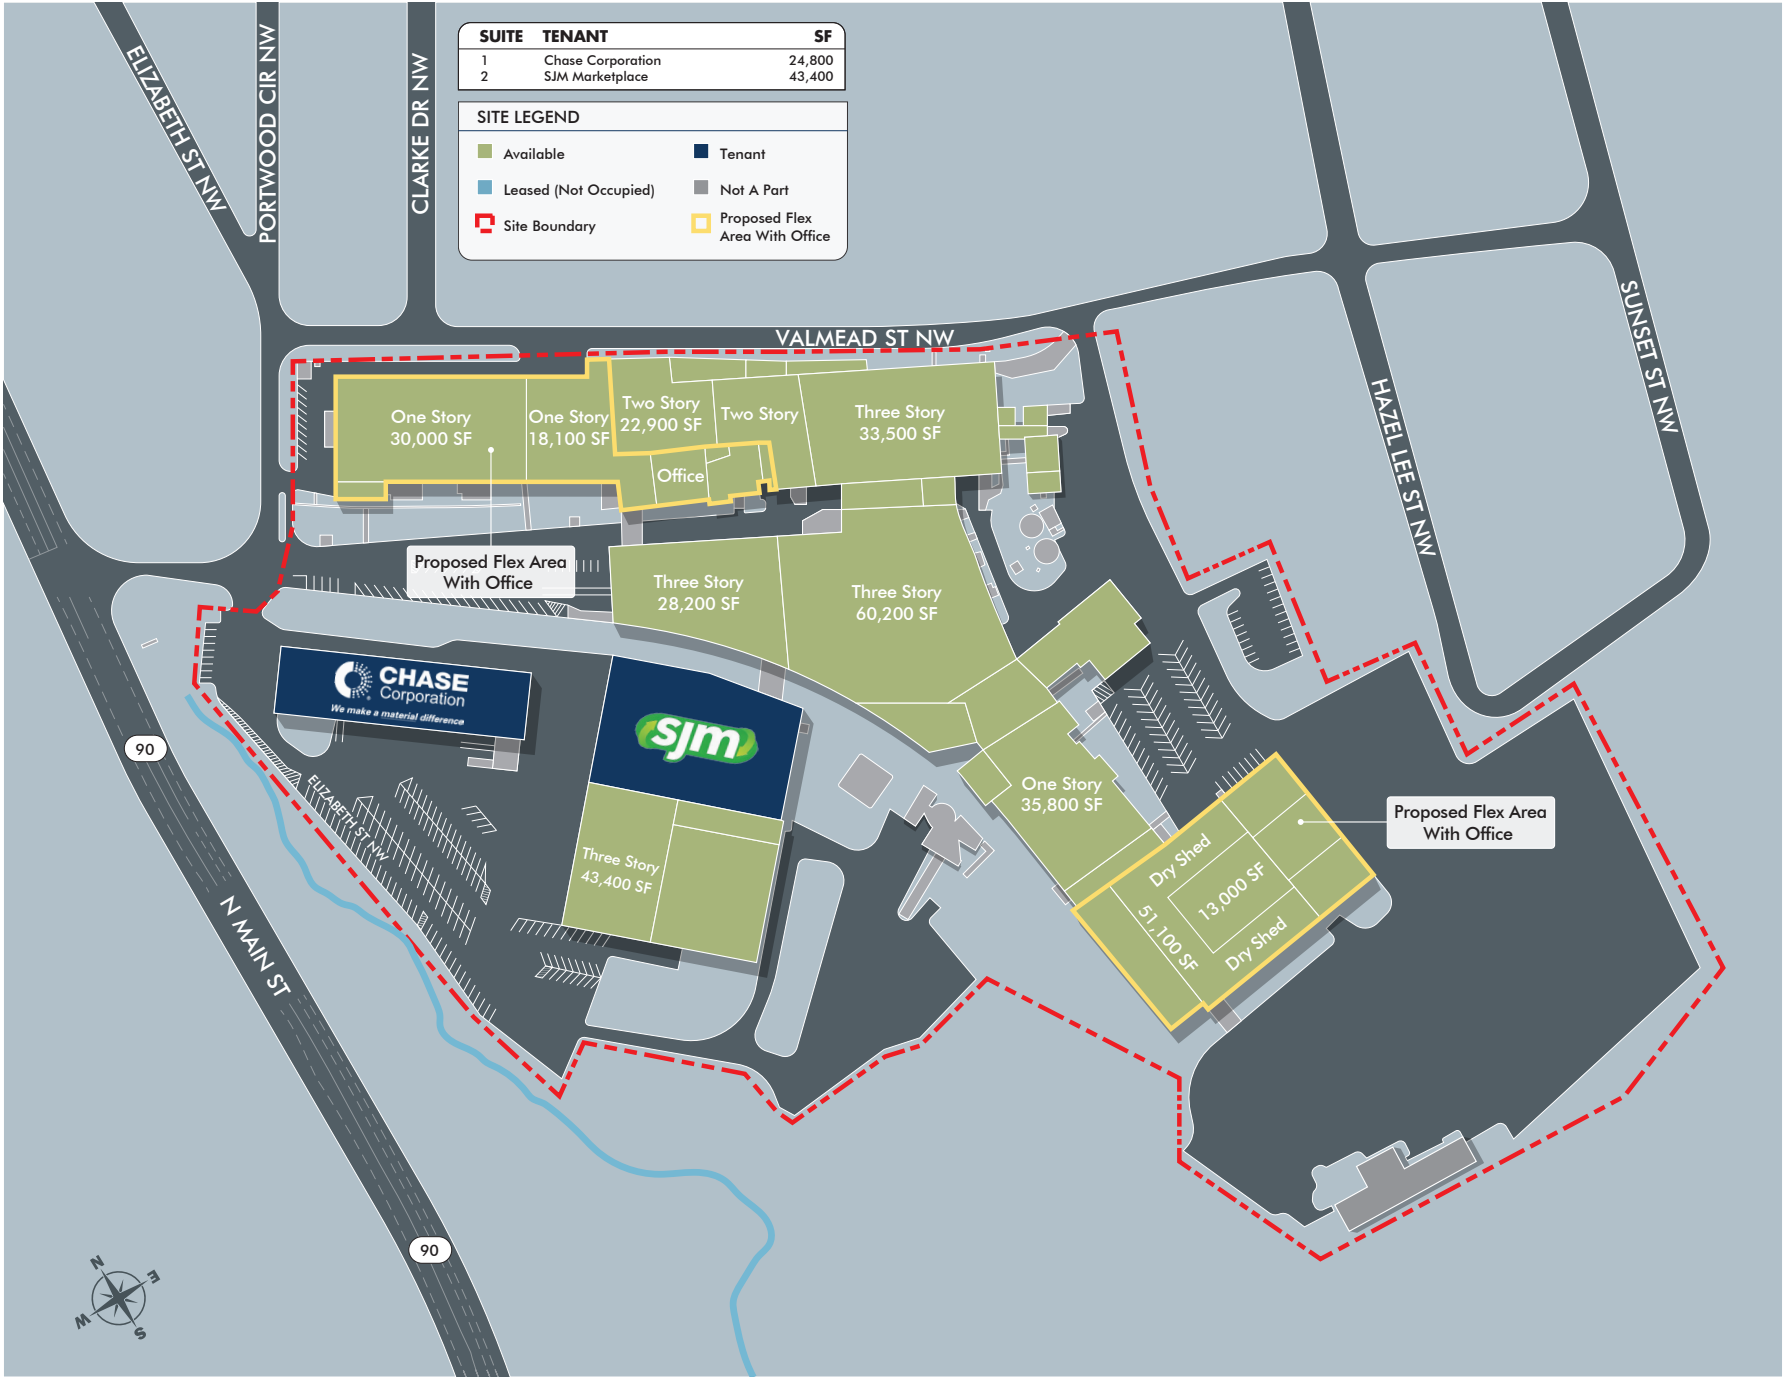 SUITE TENANT SF
1 Chase Corporation 24,800
2 SJM Marketplace 43,400
SITE LEGEND
Available
Tenant
Leased (Not Occupied)
Not A Part
Site Boundary
Proposed Flex
Area With Office
ELIZABETH ST NW
PORTWOOD CIR NW
CLARKE DR NW
VALMEAD ST NW
SUNSET ST NW
HAZEL LEE ST NW
One Story
30,000 SF
One Story
18,100 SF
Two Story
22,900 SF
Two Story
Three Story
33,500 SF
Office
Proposed Flex Area
With Office
Three Story
28,200 SF
Three Story
60,200 SF
CHASE
Corporation
We make a material difference
sjm
One Story
35,800 SF
Proposed Flex Area
With Office
Dry Shed
13,000 SF
51,100 SF
Dry Shed
Three Story
43,400 SF
ELIZABETH ST NW
90
N MAIN ST
90
N
E
W
S